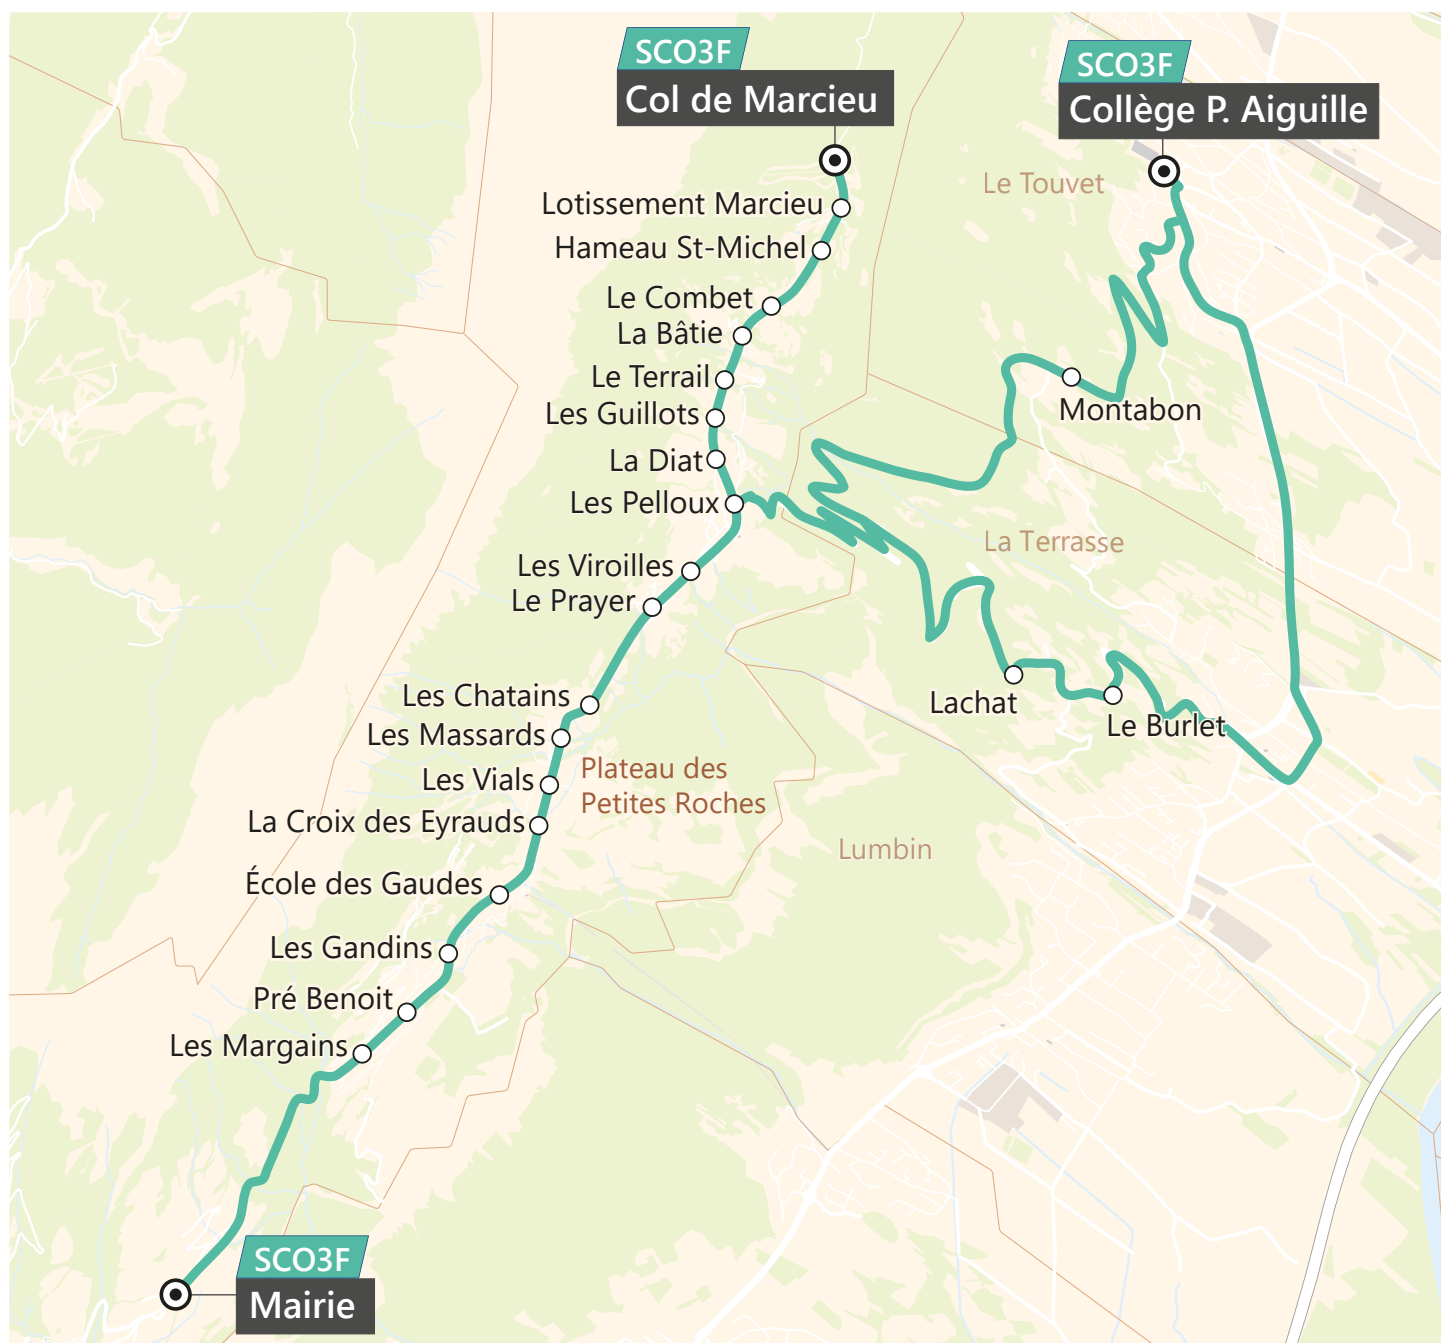 SCO3F
Col de Marcieu
SCO3F
Collège P. Aiguille
Le Touvet
Lotissement Marcieu
Hameau St-Michel
Le Combet
La Bâtie
Le Terrail
Les Guillots
Montabon
La Diat
Les Pelloux
La Terrasse
Les Viroilles
Le Prayer
Les Chatains
Lachat
Le Burlet
Les Massards
Les Vials
Plateau des
Petites Roches
La Croix des Eyrauds
Lumbin
École des Gaudes
Les Gandins
Pré Benoit
Les Margains
SCO3F
Mairie